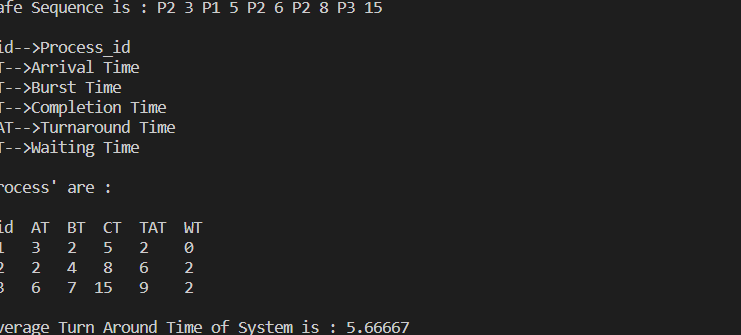 afe Sequence is : P2 3 P1 5 P2 6 P2 8 P3 15
id-->Process_id
T-->Arrival Time
T-->Burst Time
T-->Completion Time
AT-->Turnaround Time
T-->Waiting Time
rocess' are :
id AT BT CT TAT WT
1 3 2 5 2 0
2 2 4 8 6 2
3 6 7 15 9 2
verage Turn Around Time of System is : 5.66667